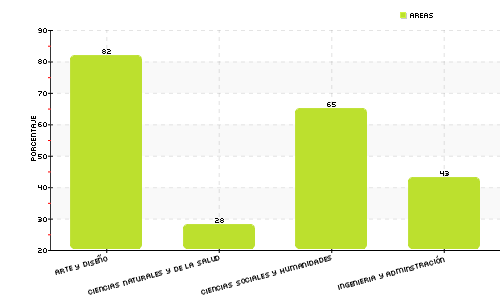 AREAS
90
80
70
60
50
40
30
20
PORCENTAJE
82
28
65
43
ARTE Y DISEÑO
CIENCIAS NATURALES Y DE LA SALUD
CIENCIAS SOCIALES Y HUMANIDADES
INGENIERIA Y ADMINSTRACIÓN